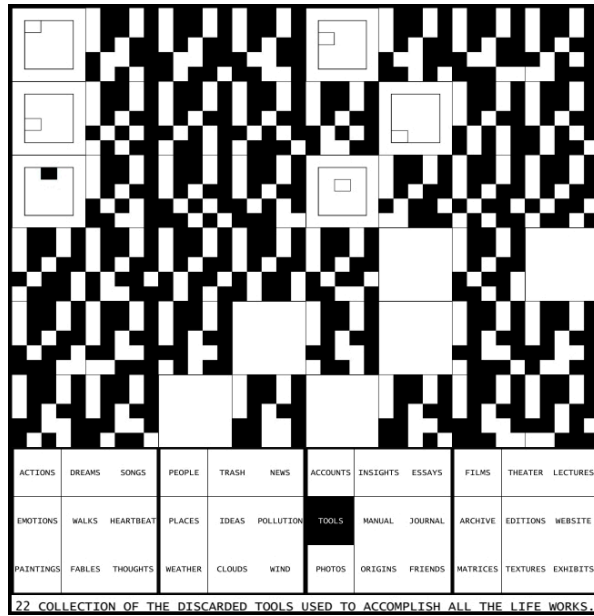 ACTIONS DREAMS SONGS PEOPLE TRASH NEWS ACCOUNTS INSIGHTS ESSAYS FILMS THEATER LECTURES
EMOTIONS WALKS HEARTBEAT PLACES IDEAS POLLUTION TOOLS MANUAL JOURNAL ARCHIVE EDITIONS WEBSITE
PAINTINGS FABLES THOUGHTS WEATHER CLOUDS WIND PHOTOS ORIGINS FRIENDS MATRICES TEXTURES EXHIBITS
22 COLLECTION OF THE DISCARDED TOOLS USED TO ACCOMPLISH ALL THE LIFE WORKS.